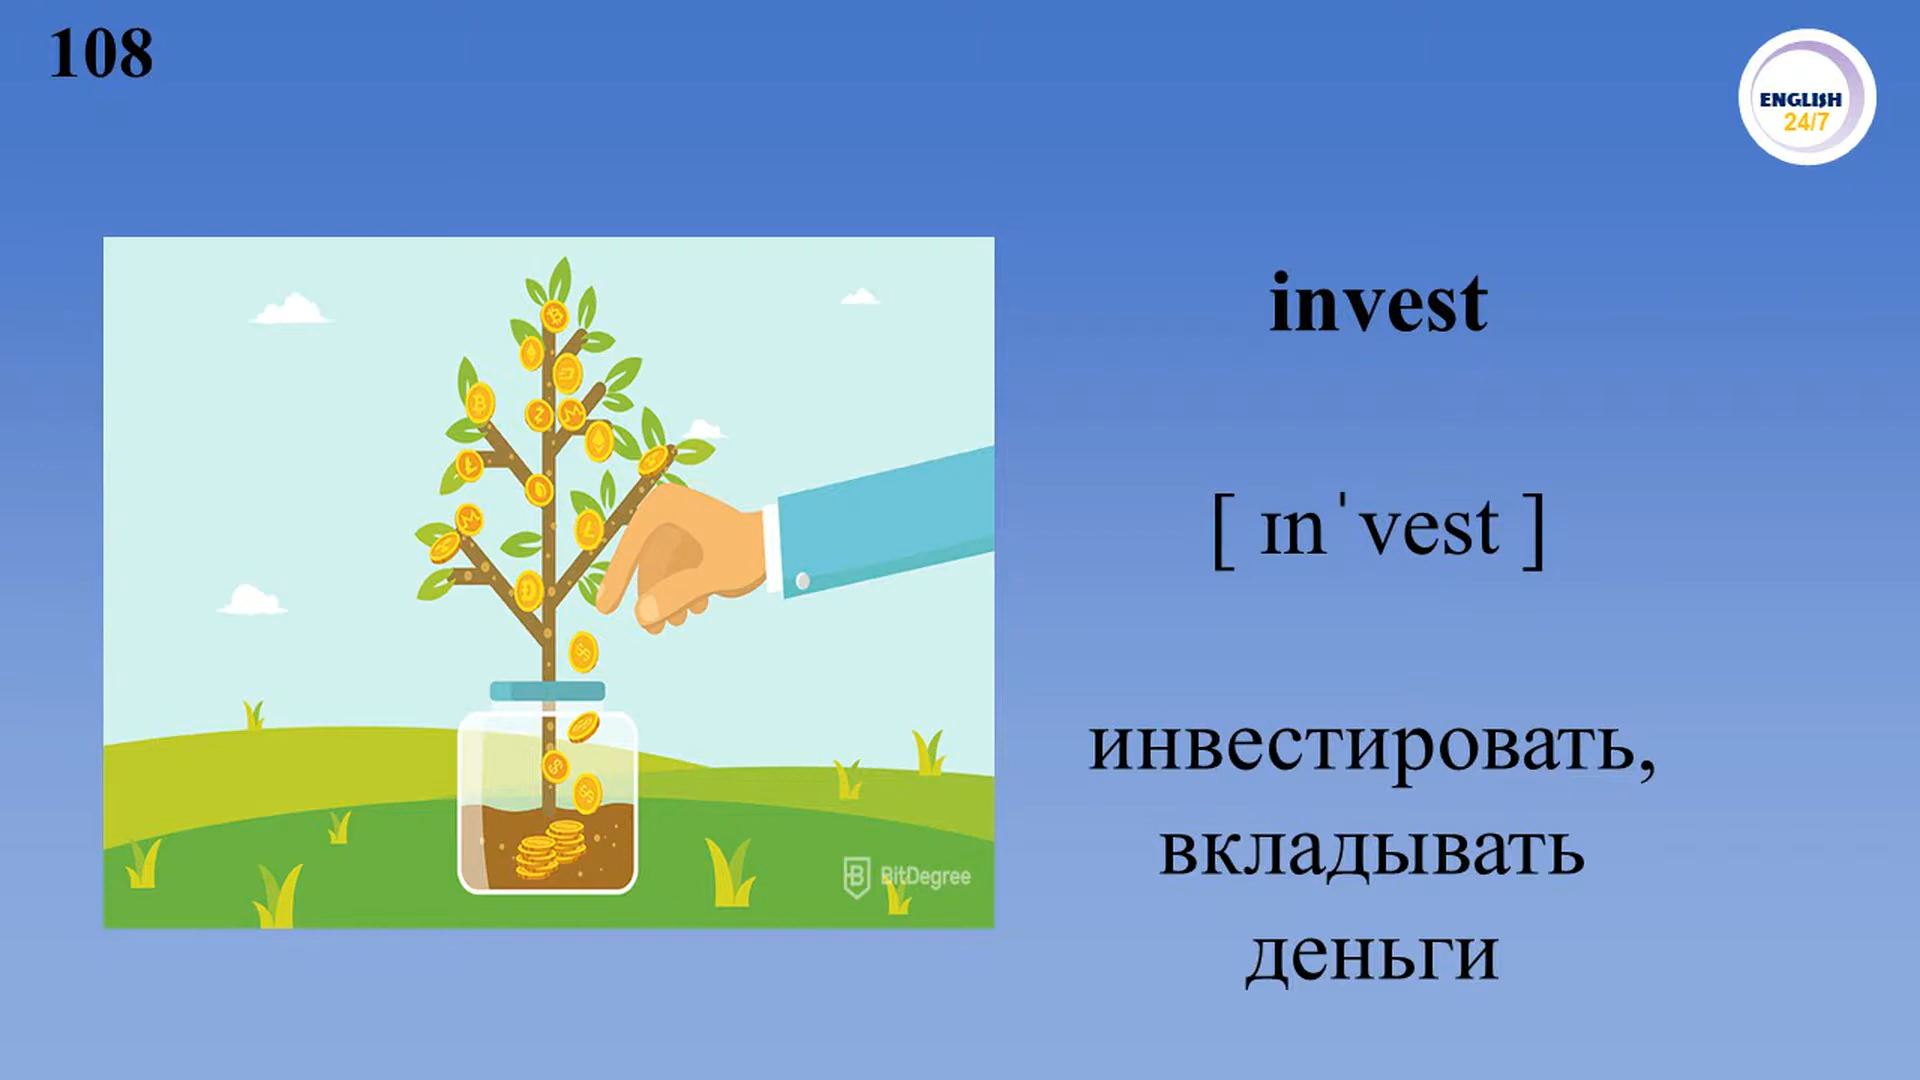 108
ENGLISH
24/7
invest
[ ɪnˈvest ]
инвестировать,
вкладывать
деньги
BitDegree